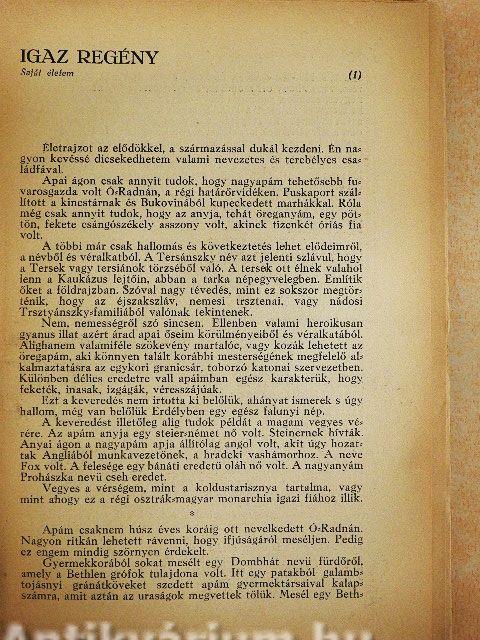 IGAZ REGÉNY
Saját életem
(1)
Életrajzot az elődökkel, a származással dukál kezdeni. Én na-
gyon kevéssé dicsekedhetem valami nevezetes és terebélyes csa-
ládfával.
Apai ágon csak annyit tudok, hogy nagyapám tehetősebb fu-
varosgazda volt Ó-Radnán, a régi határőrvidéken. Puskaport szál-
lított a kincstárnak és Bukovinából kupeckedett marhákkal. Róla
még csak annyit tudok, hogy az anyja, tehát öreganyám, egy pöt-
tön, fekete csángószékely asszony volt, akinek tizenkét óriás fia
volt.
A többi már csak hallomás és következtetés lehet elődeimről,
a névből és véralkatból. A Tersánszky név azt jelenti szlávul, hogy
a Tersek vagy tersiánok törzséből való. A tersek ott élnek valahol
lenn a Kaukázus lejtőin, abban a tarka népegyvelegben. Említik
őket a földrajzban. Szóval nagy tévedés, mint ez sokszor megtör-
ténik, hogy az éjszakszláv, nemesi trsztenai, vagy nádosi
Trsztyánszky-familiából valónak tekintenek.
Nem, nemességről szó sincsen. Ellenben valami heroikusan
gyanus illat azért árad apai őseim körülményeiből és véralkatából.
Alighanem valamiféle szökevény martalóc, vagy kozák lehetett az
öregapám, aki könnyen talált korábbi mesterségének megfelelő al-
kalmaztatásra az egykori granicsár, toborzó katonai szervezetben.
Különben délies eredetre vall apáimban egész karakterük, hogy
feketék, inasak, izgágák, véresszájúak.
Ezt a keveredés nem irtotta ki belőlük, ahányat ismerek s úgy
hallom, még van belőlük Erdélyben egy egész falunyi nép.
A keveredést illetőleg alig tudok példát a magam vegyes vé-
rére. Az apám anyja egy steier-német nő volt. Steinernek hívták.
Anyai ágon a nagyapám apja állítólag angol volt, akit úgy hozat-
tak Angliából munkavezetőnek, a hradeki vashámorhoz. A neve
Fox volt. A felesége egy bánáti eredetű oláh nő volt. A nagyanyám
Prohászka nevü cseh eredet.
Vegyes a vérségem, mint a koldustarisznya tartalma, vagy
mint ahogy ez a régi osztrák-magyar monarchia igazi fiához illik.
*
Apám csaknem húsz éves koráig ott nevelkedett Ó-Radnán.
Nagyon ritkán lehetett rávenni, hogy ifjúságáról meséljen. Pedig
ez engem mindig szörnyen érdekelt.
Gyermekkorából sokat mesélt egy Dombhát nevü fürdőről,
amely a Bethlen grófok tulajdona volt. Itt egy patakból galamb-
tojásnyi gránátköveket szedett apám gyermektársaival kalap-
számra, amit aztán az uraságok megvettek tőlük. Mesél egy Beth-